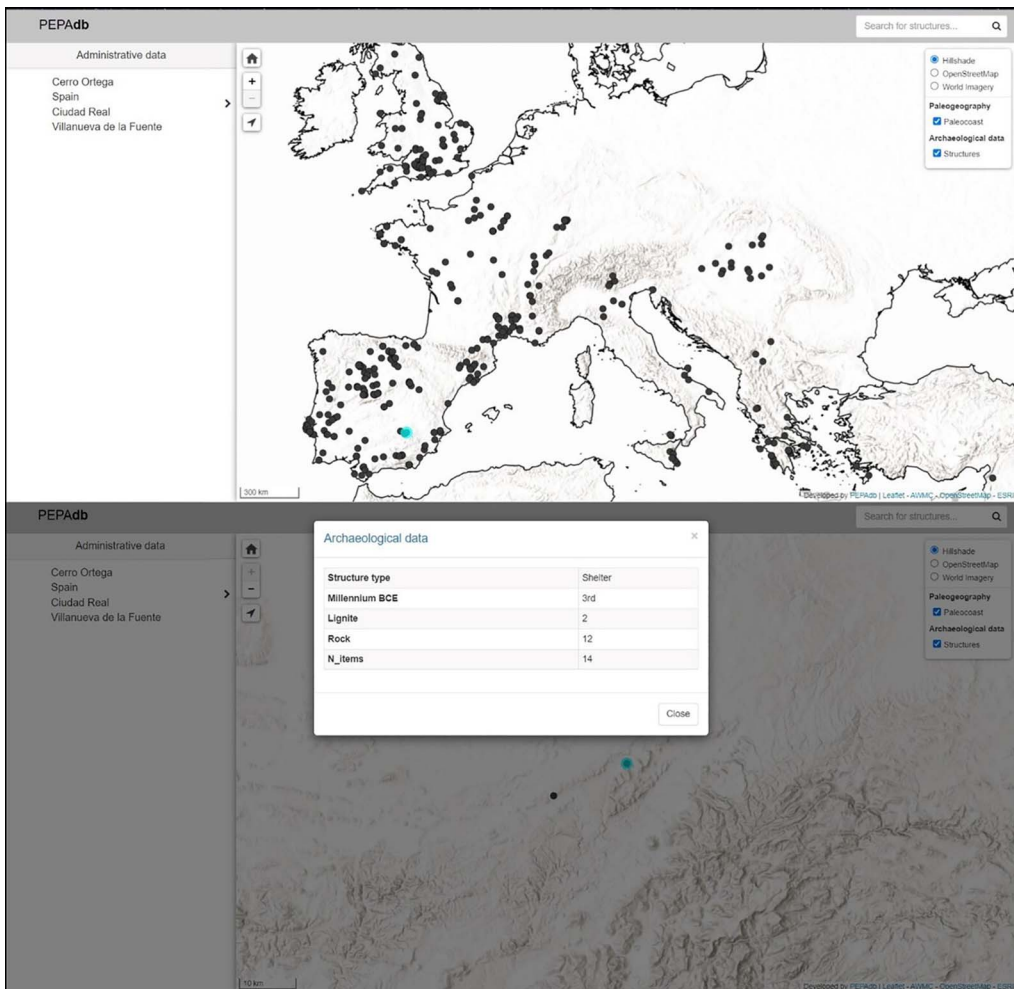 PEPAdb
Search for structures...
Administrative data
Cerro Ortega
Spain
Ciudad Real
Villanueva de la Fuente
+
-
Hillshade
OpenStreetMap
World Imagery
Paleogeography
Paleocoast
Archaeological data
Structures
300 km
Developed by PEPAdb | Leaflet - AWMC - OpenStreetMap - ESRI
PEPAdb
Search for structures...
Administrative data
Cerro Ortega
Spain
Ciudad Real
Villanueva de la Fuente
+
-
Archaeological data ×
Structure type Shelter
Millennium BCE 3rd
Lignite 2
Rock 12
N_items 14
Close
Hillshade
OpenStreetMap
World Imagery
Paleogeography
Paleocoast
Archaeological data
Structures
10 km
Developed by PEPAdb | Leaflet - AWMC - OpenStreetMap - ESRI